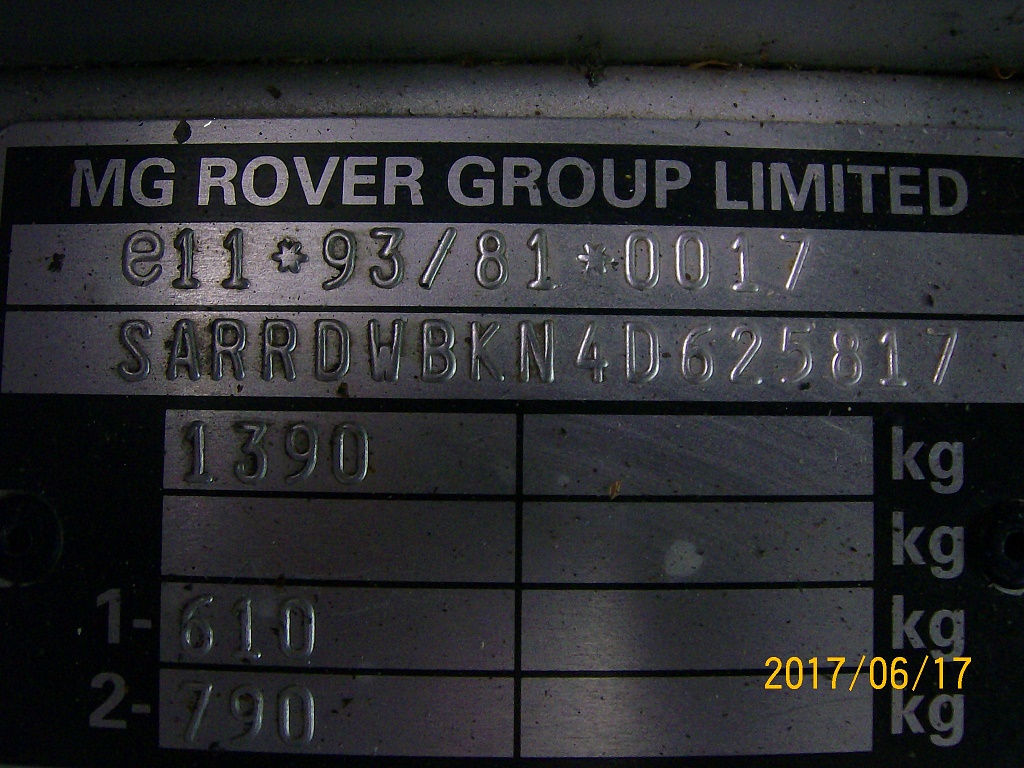 MG ROVER GROUP LIMITED
e11*93/81*0017
SARRDWBKN4D625817
1390 kg
kg
1- 610 kg
2017/06/17
2- 790 kg